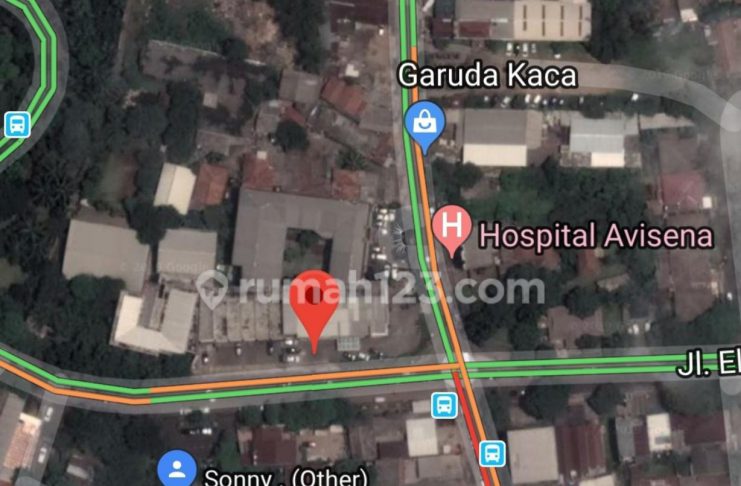 Garuda Kaca
H
Hospital Avisena
rumah123.com
Jl. El
Sonny . (Other)